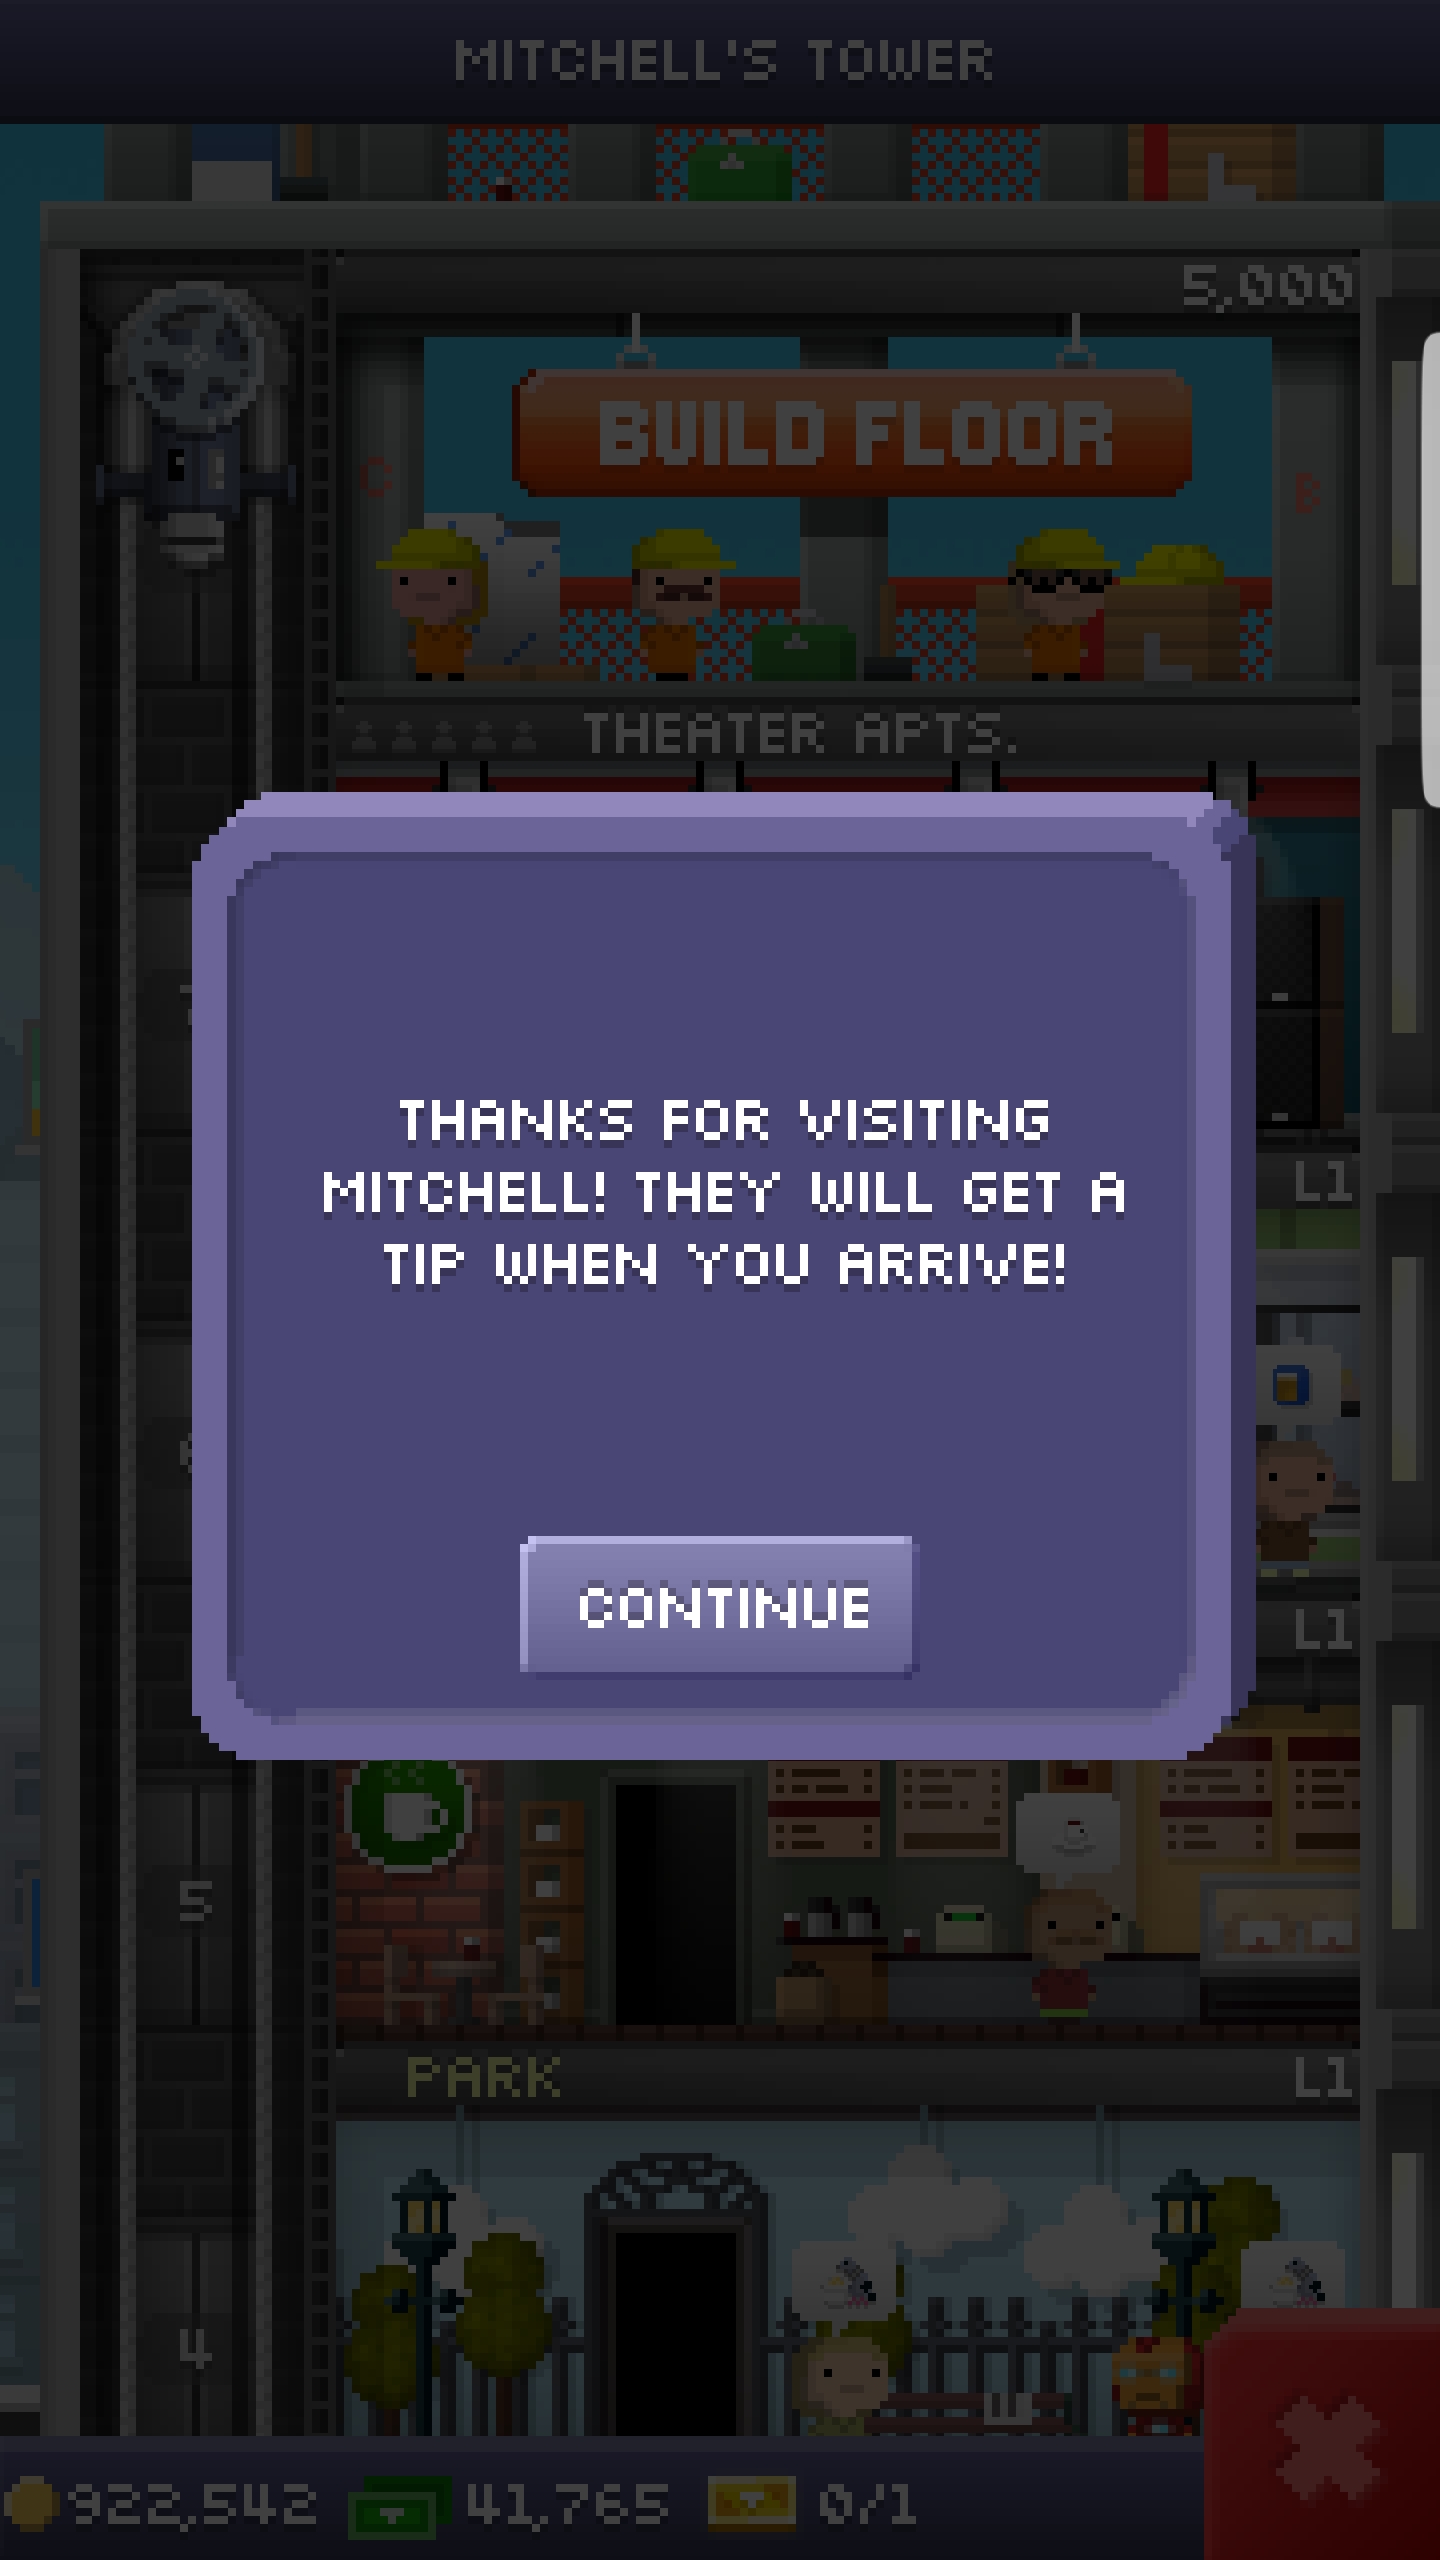 MITCHELL'S TOWER
5,000
BUILD FLOOR
C
B
THEATER APTS.
THANKS FOR VISITING
MITCHELL! THEY WILL GET A
TIP WHEN YOU ARRIVE!
CONTINUE
L1
L1
5
PARK
L1
4
922,542
41,765
0/1